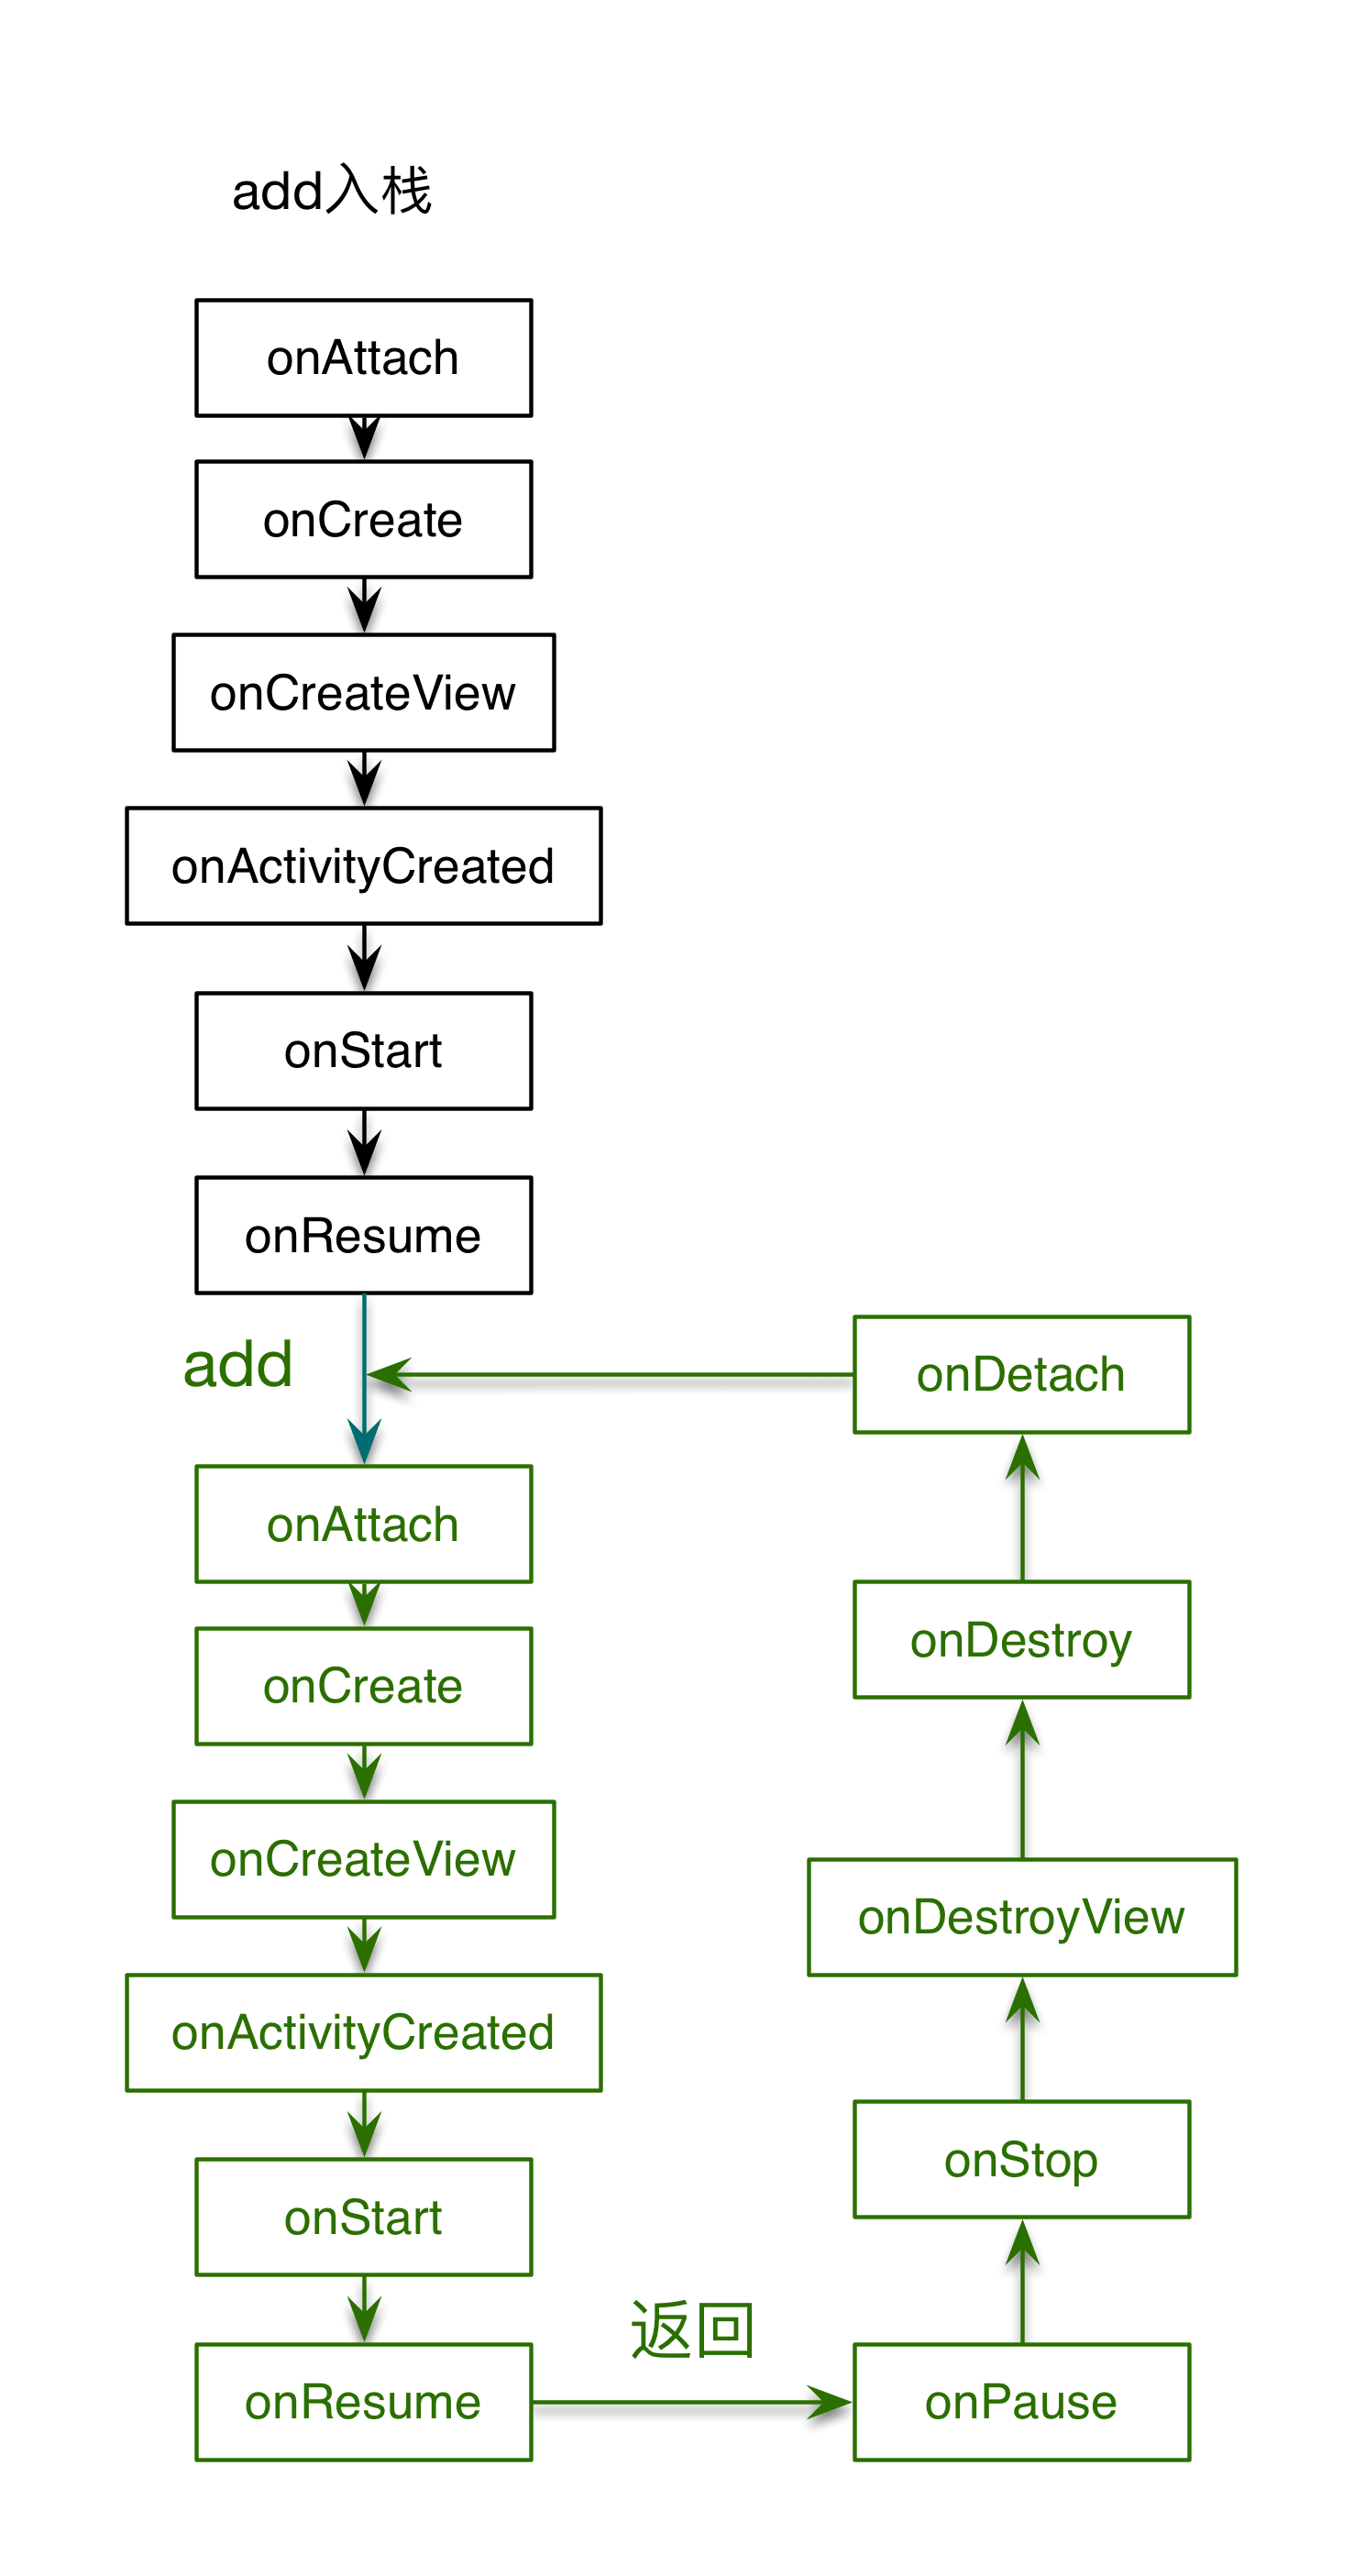 add入栈
onAttach
onCreate
onCreateView
onActivityCreated
onStart
onResume
add
onDetach
onAttach
onCreate
onDestroy
onCreateView
onDestroyView
onActivityCreated
onStop
onStart
返回
onResume
onPause